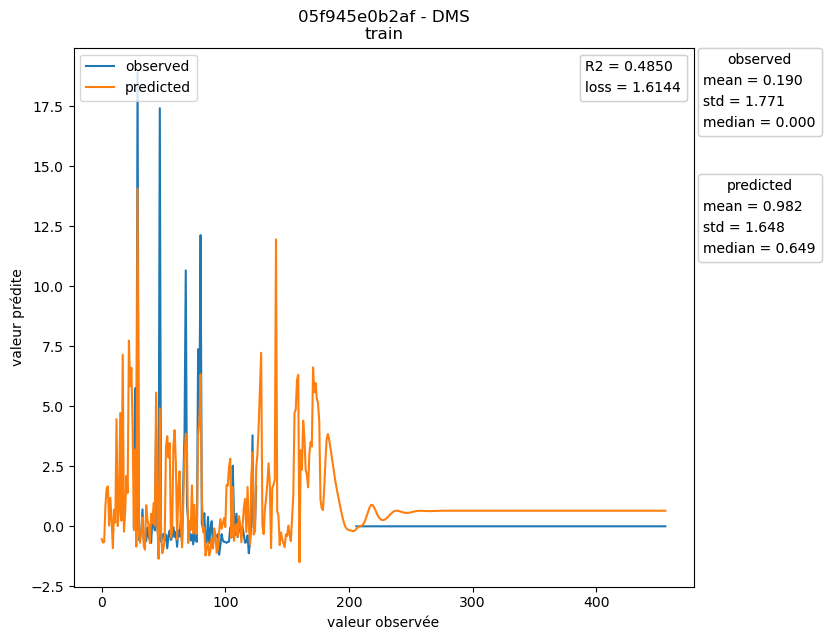 05f945e0b2af - DMS
train
observed
predicted
R2 = 0.4850
loss = 1.6144
observed
mean = 0.190
std = 1.771
median = 0.000
predicted
mean = 0.982
std = 1.648
median = 0.649
valeur prédite
17.5
15.0
12.5
10.0
7.5
5.0
2.5
0.0
−2.5
0
100
200
300
400
valeur observée